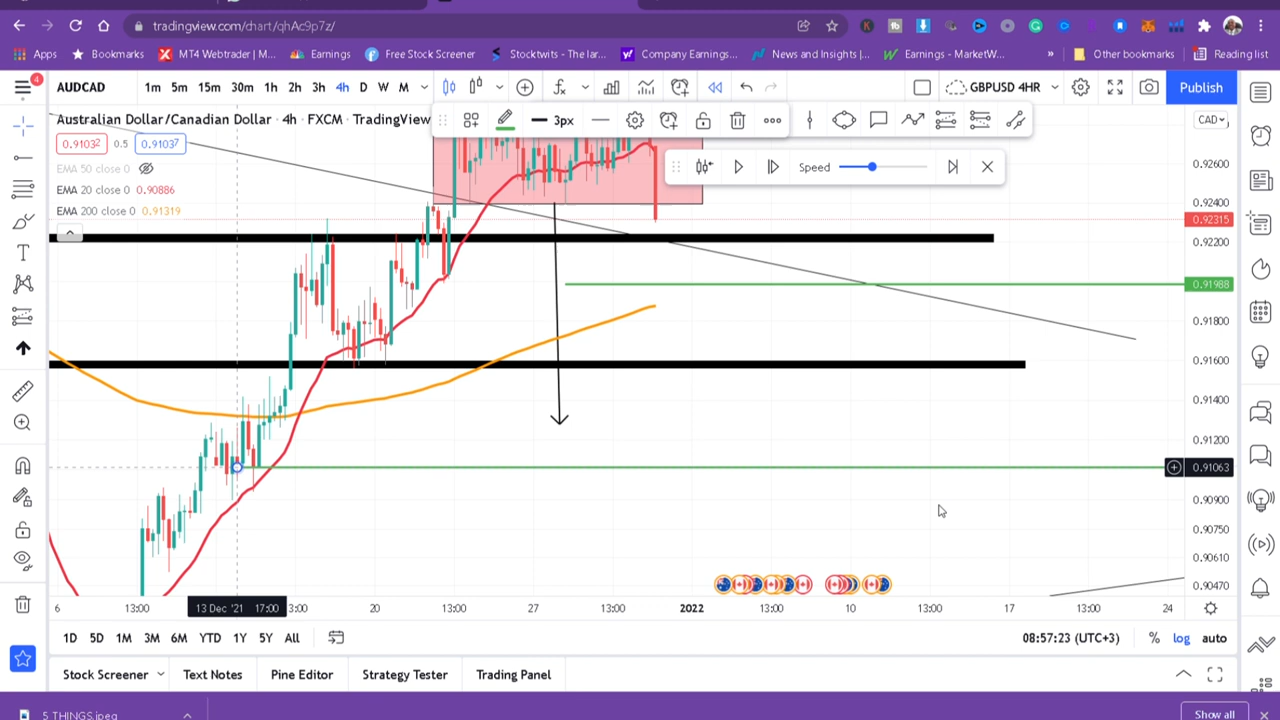 tradingview.com/chart/qhAc9p7z/
Apps
Bookmarks
MT4 Webtrader | M...
Earnings
Free Stock Screener
Stocktwits - The lar...
Company Earnings...
News and Insights |...
Earnings - MarketW...
»
Other bookmarks
Reading list
4
AUDCAD
1m 5m 15m 30m 1h 2h 3h 4h D W M
GBPUSD 4HR
Publish
Australian Dollar/Canadian Dollar · 4h · FXCM · TradingView
3px
CAD
0.91032 0.5 0.91037
EMA 50 close 0
EMA 20 close 0 0.90886
EMA 200 close 0 0.91319
Speed
0.92600
0.92400
0.92315
0.92200
0.91988
0.91800
0.91600
0.91400
0.91200
0.91063
0.90900
0.90750
0.90610
0.90470
6 13:00 13 Dec '21 17:00 3:00 20 13:00 27 13:00 2022 13:00 10 13:00 17 13:00 24
1D 5D 1M 3M 6M YTD 1Y 5Y All
08:57:23 (UTC+3) % log auto
Stock Screener Text Notes Pine Editor Strategy Tester Trading Panel
5 THINGS.jpeg
Show all